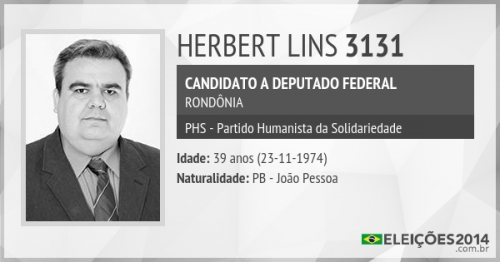 HERBERT LINS 3131
CANDIDATO A DEPUTADO FEDERAL
RONDÔNIA
PHS - Partido Humanista da Solidariedade
Idade: 39 anos (23-11-1974)
Naturalidade: PB - João Pessoa
ELEIÇÕES2014
.com.br